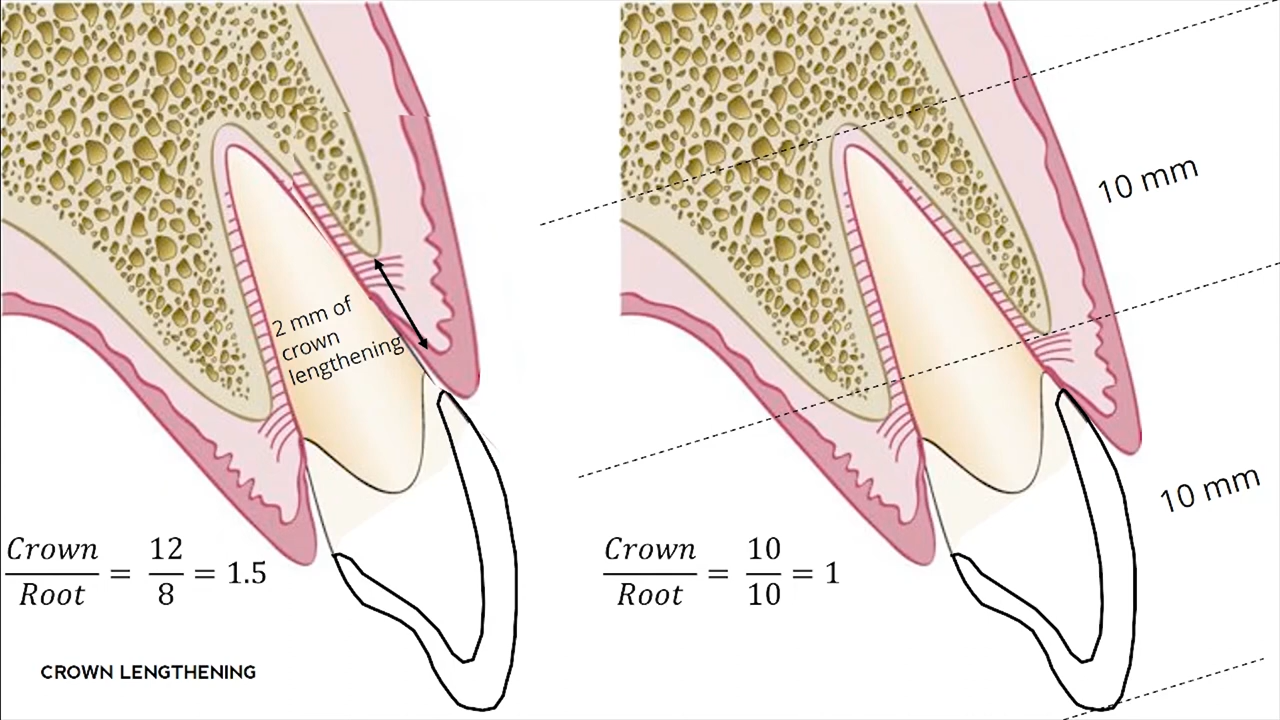 2 mm of
crown
lengthening
Crown
Root
=
12
8
= 1.5
CROWN LENGTHENING
10 mm
10 mm
Crown
Root
=
10
10
= 1